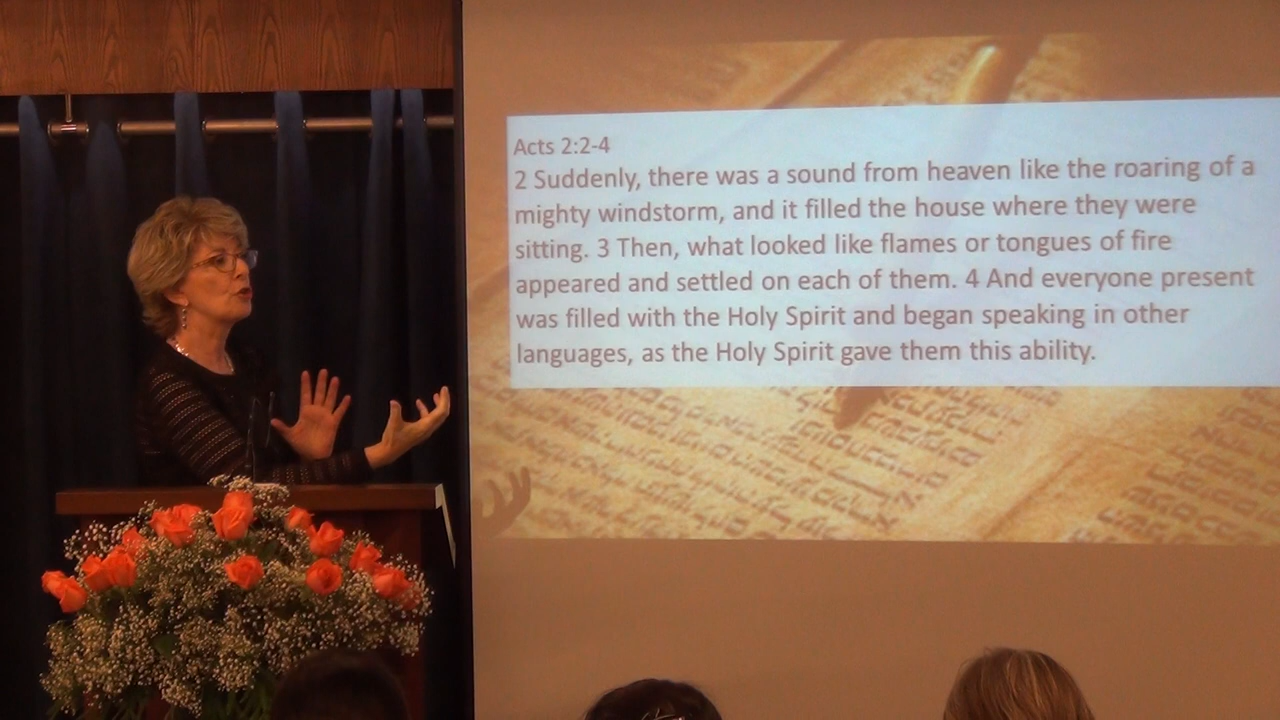 Acts 2:2-4
2 Suddenly, there was a sound from heaven like the roaring of a
mighty windstorm, and it filled the house where they were
sitting. 3 Then, what looked like flames or tongues of fire
appeared and settled on each of them. 4 And everyone present
was filled with the Holy Spirit and began speaking in other
languages, as the Holy Spirit gave them this ability.